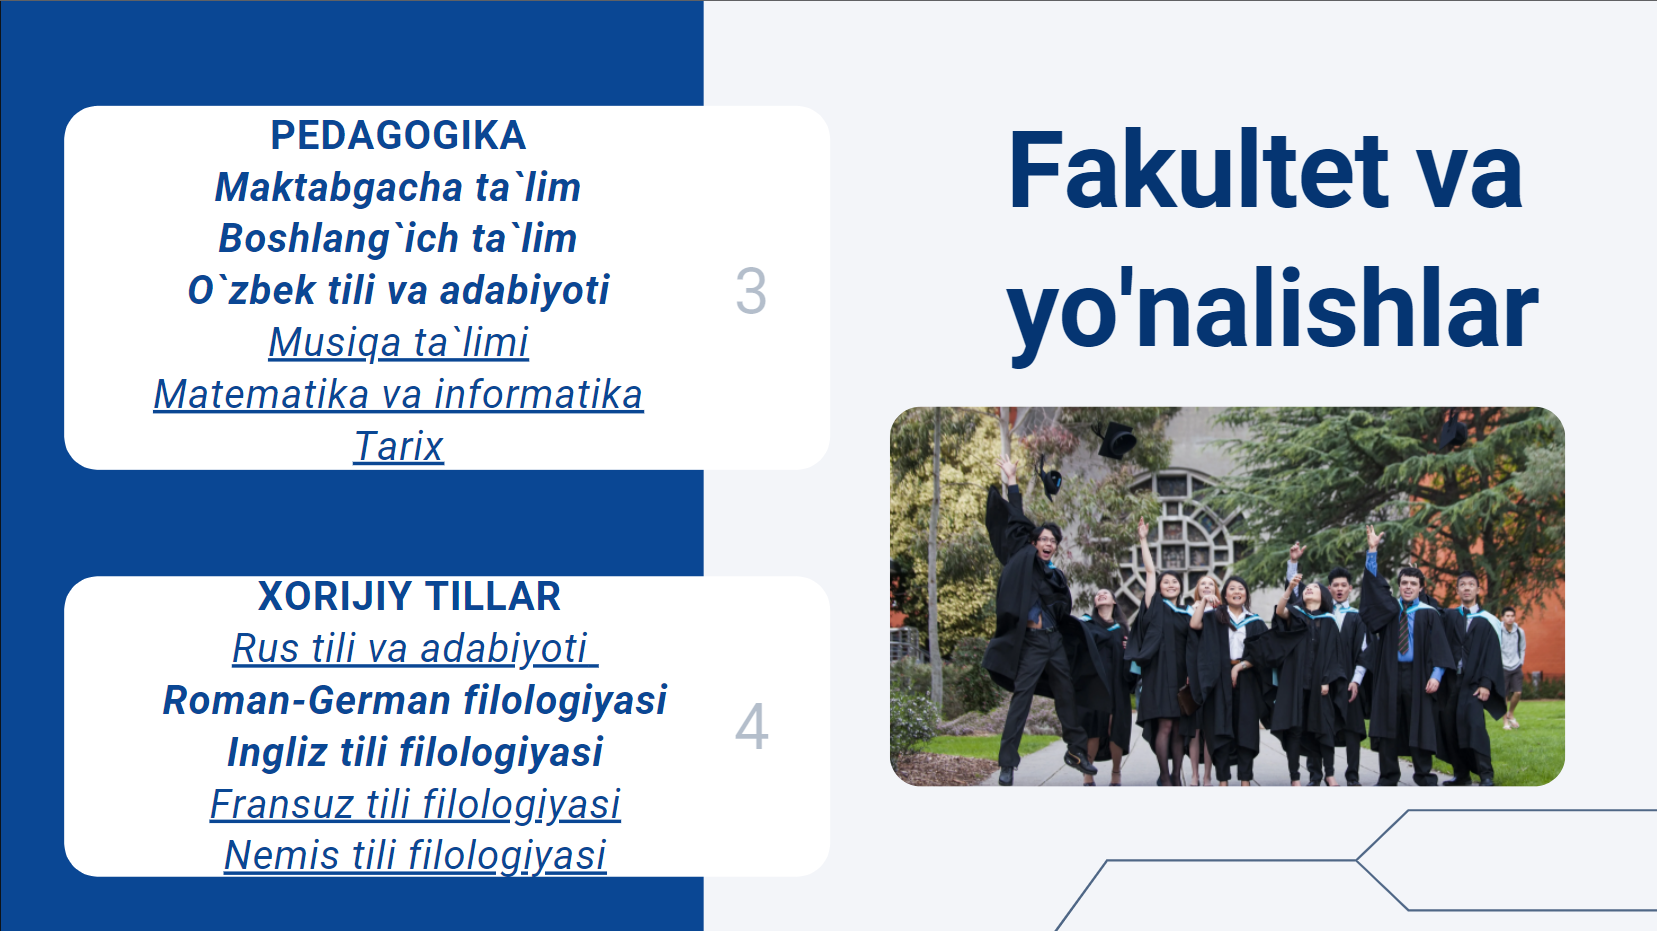 PEDAGOGIKA
Maktabgacha ta`lim
Boshlang`ich ta`lim
O`zbek tili va adabiyoti
Musiqa ta`limi
Matematika va informatika
Tarix
3
XORIJIY TILLAR
Rus tili va adabiyoti
Roman-German filologiyasi
Ingliz tili filologiyasi
Fransuz tili filologiyasi
Nemis tili filologiyasi
4
Fakultet va
yo'nalishlar